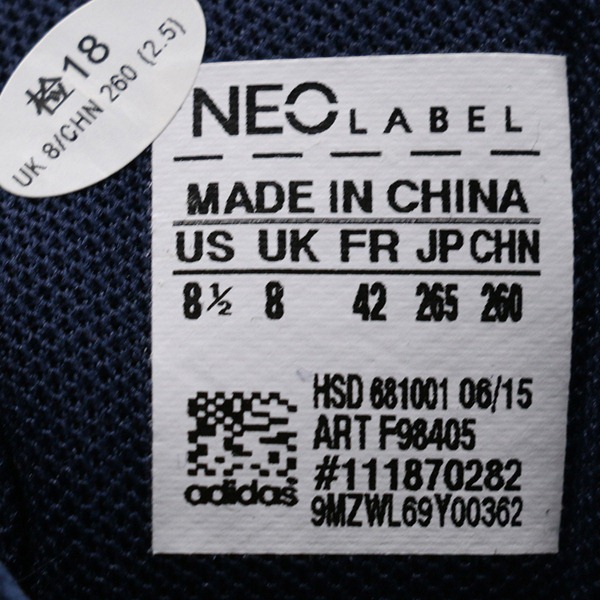 检18
UK 8/CHN 260 (2.5)
NEO LABEL
MADE IN CHINA
US UK FR JP CHN
8½ 8 42 265 260
HSD 681001 06/15
ART F98405
#111870282
adidas
9MZWL69Y00362